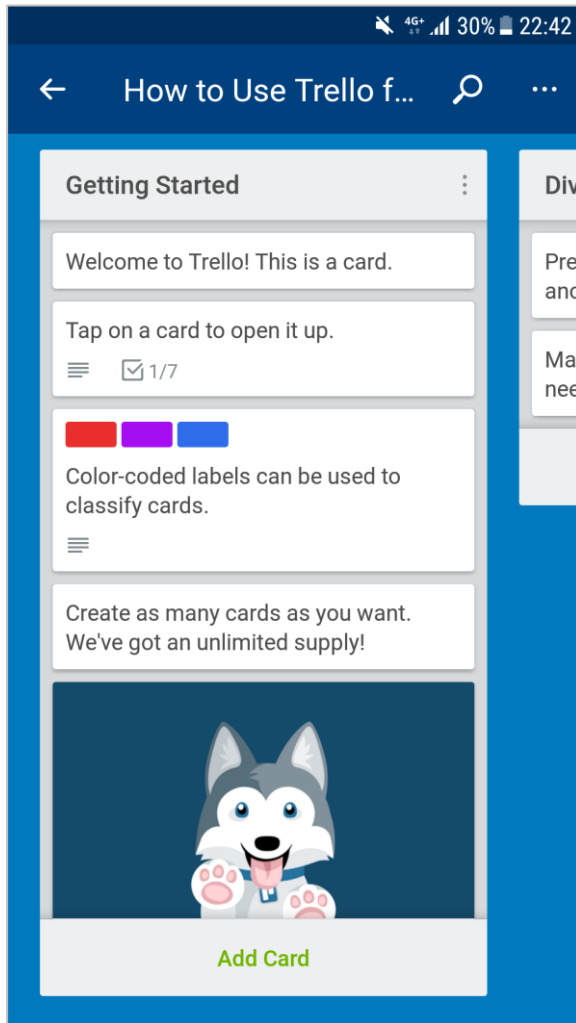 4G+ 30% 22:42
How to Use Trello f...
Getting Started
Welcome to Trello! This is a card.
Tap on a card to open it up.
1/7
Color-coded labels can be used to
classify cards.
Create as many cards as you want.
We've got an unlimited supply!
Add Card
Div
Pre
and
Ma
nee